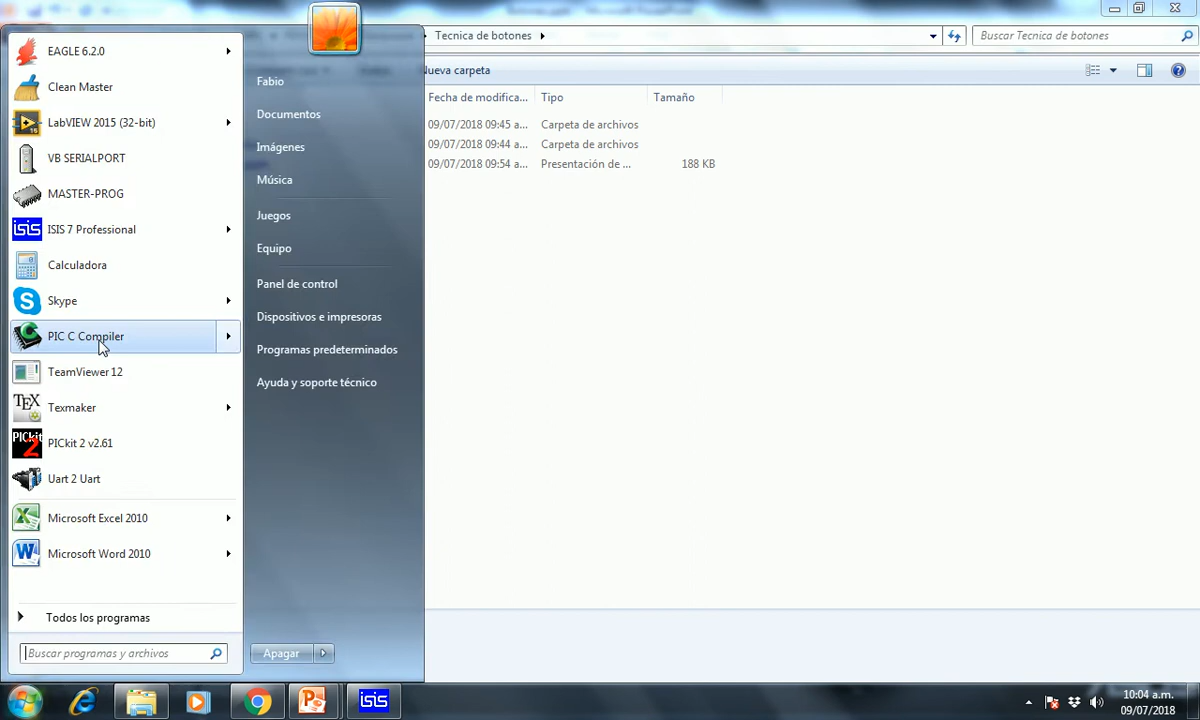 Tecnica de botones
Buscar Tecnica de botones
Nueva carpeta
Fecha de modifica...
Tipo
Tamaño
09/07/2018 09:45 a...
Carpeta de archivos
09/07/2018 09:44 a...
Carpeta de archivos
09/07/2018 09:54 a...
Presentación de ...
188 KB
EAGLE 6.2.0
Clean Master
LabVIEW 2015 (32-bit)
VB SERIALPORT
MASTER-PROG
isis
ISIS 7 Professional
Calculadora
Skype
PIC C Compiler
TeamViewer 12
TEX
Texmaker
PICkit 2
PICkit 2 v2.61
Uart 2 Uart
Microsoft Excel 2010
Microsoft Word 2010
Todos los programas
Buscar programas y archivos
Fabio
Documentos
Imágenes
Música
Juegos
Equipo
Panel de control
Dispositivos e impresoras
Programas predeterminados
Ayuda y soporte técnico
Apagar
isis
10:04 a.m.
09/07/2018